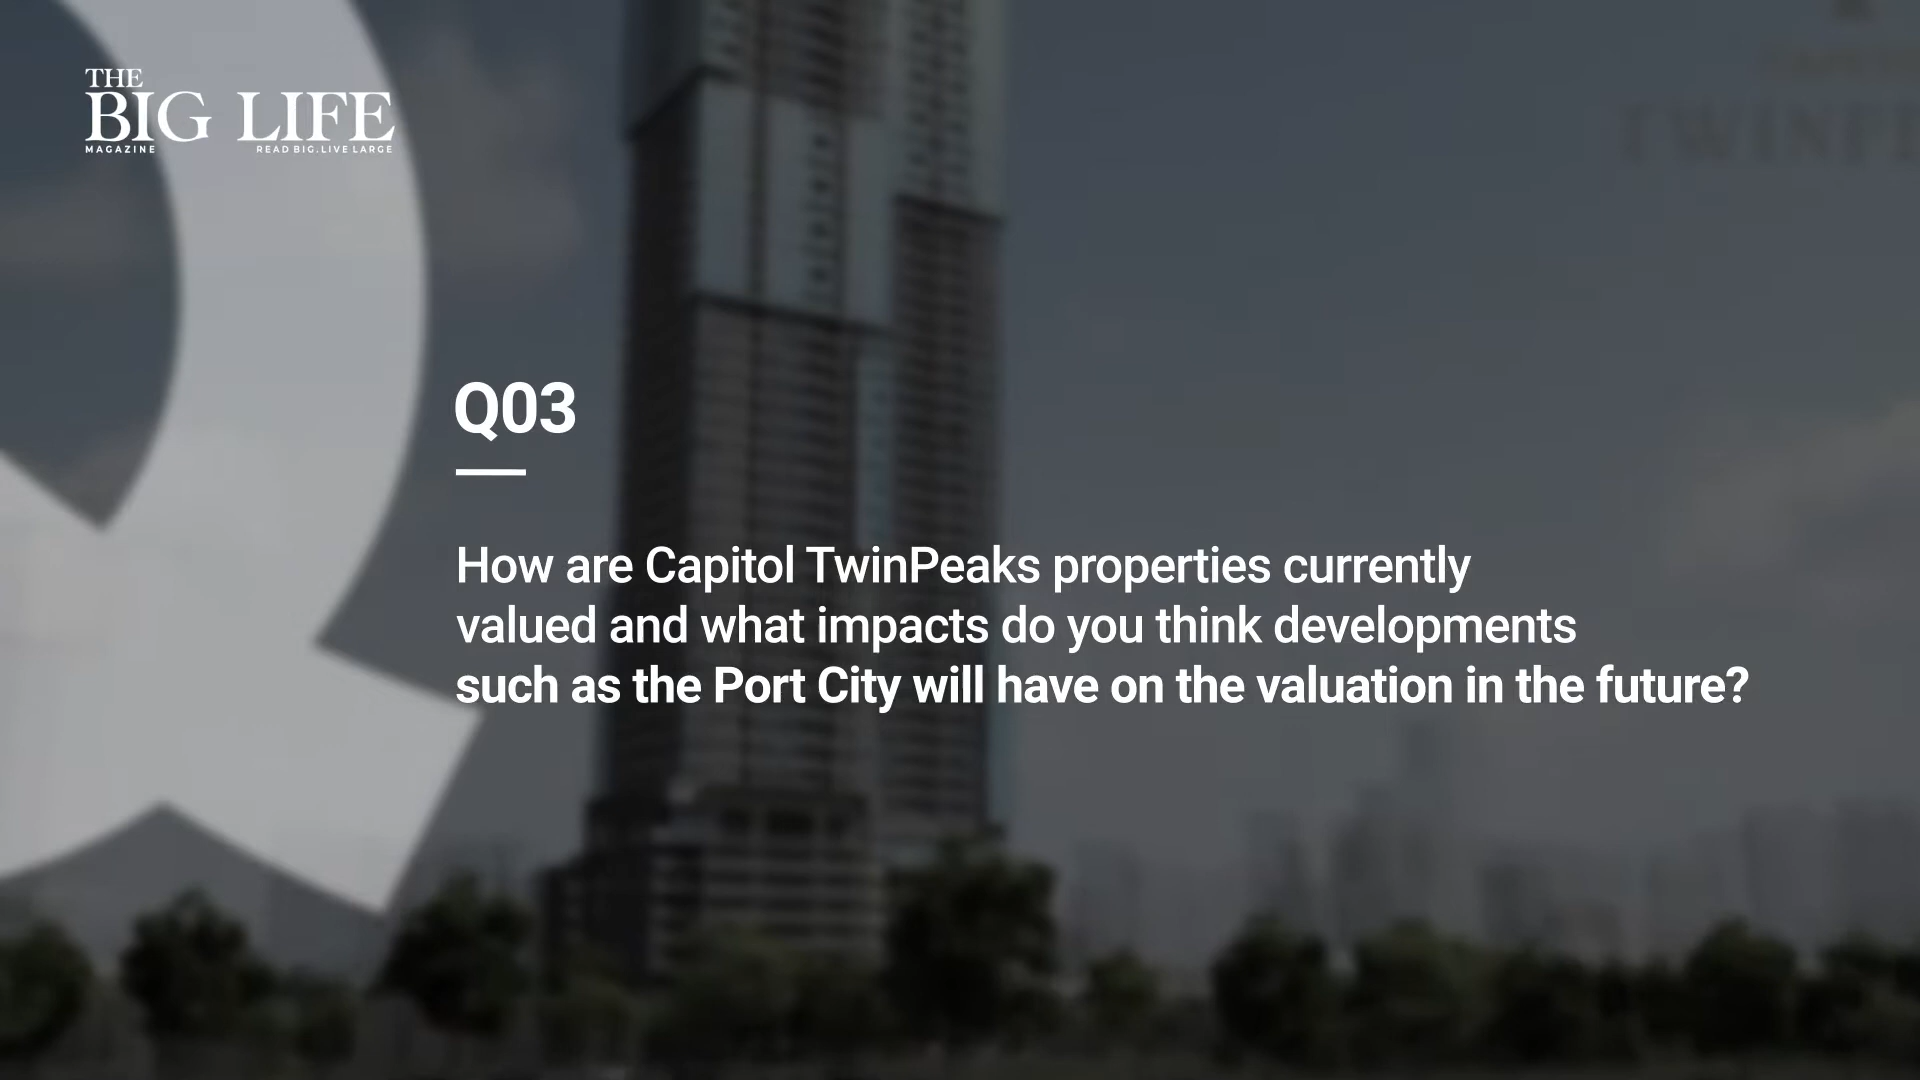 THE
BIG LIFE
MAGAZINE READ BIG.LIVE LARGE
Q03
How are Capitol TwinPeaks properties currently
valued and what impacts do you think developments
such as the Port City will have on the valuation in the future?